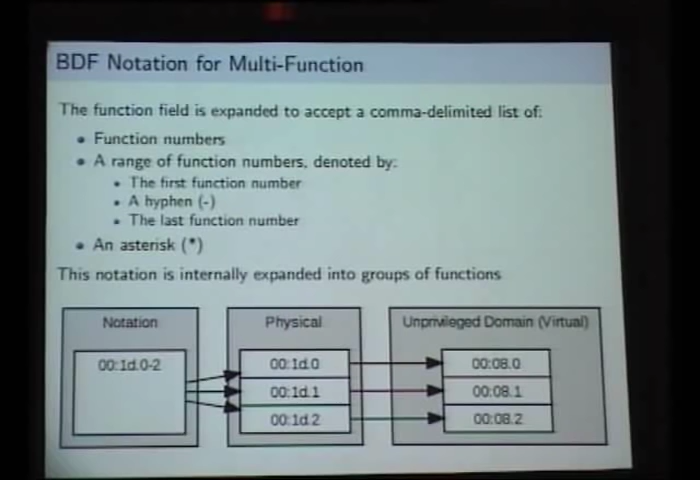 BDF Notation for Multi-Function
The function field is expanded to accept a comma-delimited list of:
• Function numbers
• A range of function numbers, denoted by:
• The first function number
• A hyphen (-)
• The last function number
• An asterisk (*)
This notation is internally expanded into groups of functions
Notation
Physical
Unprivileged Domain (Virtual)
00:1d.0-2
00:1d.0
00:08.0
00:1d.1
00:08.1
00:1d.2
00:08.2